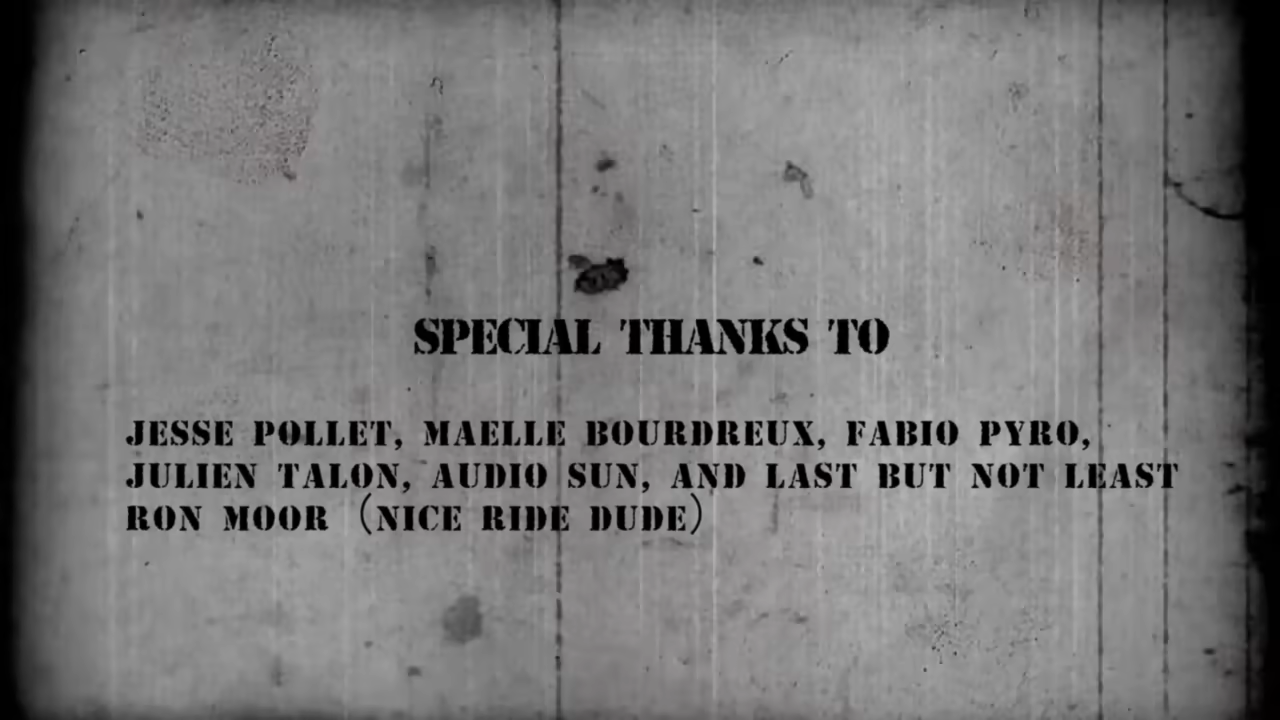 SPECIAL THANKS TO
JESSE POLLET, MAELLE BOURDREUX, FABIO PYRO,
JULIEN TALON, AUDIO SUN, AND LAST BUT NOT LEAST
RON MOOR (NICE RIDE DUDE)